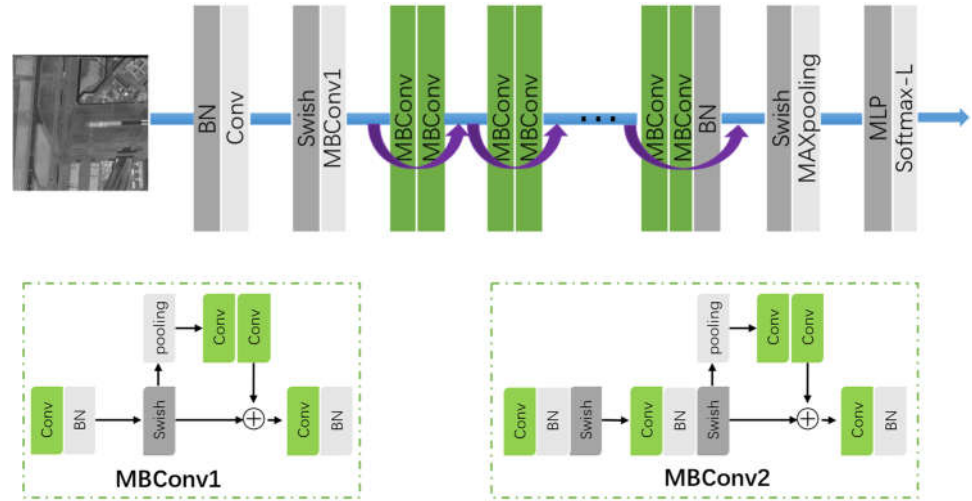 BN
Conv
Swish
MBConv1
MBConv
MBConv
MBConv
MBConv
...
MBConv
MBConv
BN
Swish
MAXpooling
MLP
Softmax-L
pooling
Conv
Conv
Conv
BN
Swish
Conv
BN
MBConv1
pooling
Conv
Conv
Conv
BN
Swish
Conv
BN
Swish
Conv
BN
MBConv2